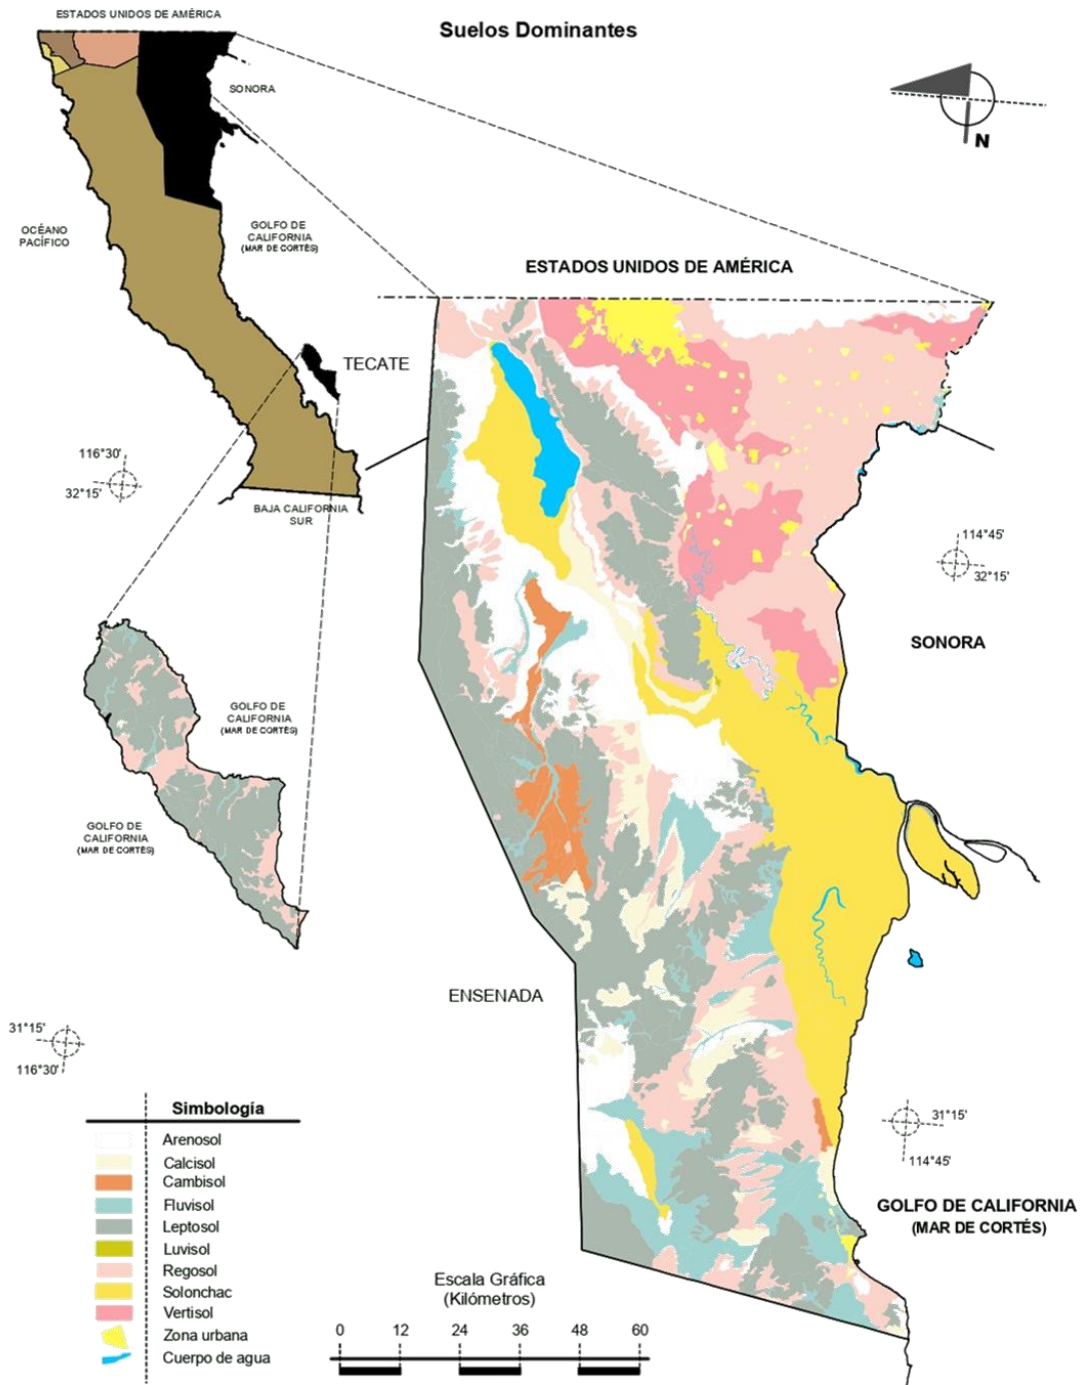 ESTADOS UNIDOS DE AMÉRICA
Suelos Dominantes
SONORA
N
OCÉANO
PACÍFICO
GOLFO DE
CALIFORNIA
(MAR DE CORTÉS)
ESTADOS UNIDOS DE AMÉRICA
TECATE
116°30'
32°15'
BAJA CALIFORNIA
SUR
114°45'
32°15'
SONORA
GOLFO DE
CALIFORNIA
(MAR DE CORTÉS)
GOLFO DE
CALIFORNIA
(MAR DE CORTÉS)
ENSENADA
31°15'
116°30'
31°15'
114°45'
GOLFO DE CALIFORNIA
(MAR DE CORTÉS)
Simbología
Arenosol
Calcisol
Cambisol
Fluvisol
Leptosol
Luvisol
Regosol
Solonchac
Vertisol
Zona urbana
Cuerpo de agua
Escala Gráfica
(Kilómetros)
0 12 24 36 48 60